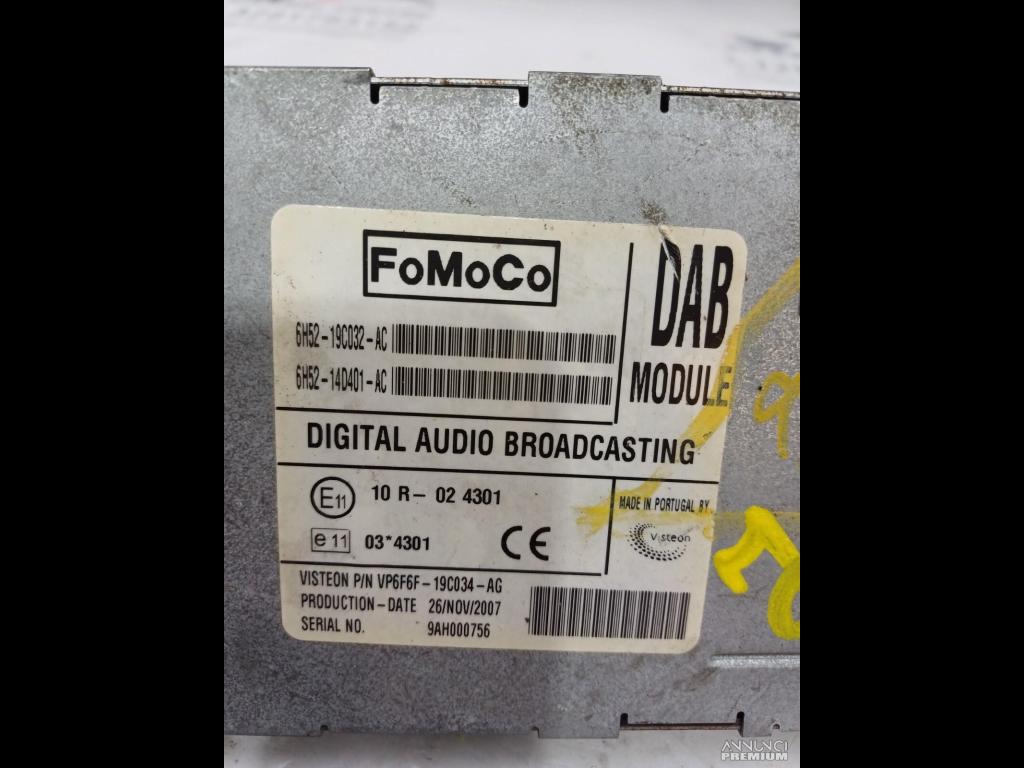 FoMoCo
DAB
MODULE
6H52-19C032-AC
6H52-14D401-AC
DIGITAL AUDIO BROADCASTING
E11 10 R - 02 4301
e 11 03*4301 CE
MADE IN PORTUGAL BY
Visteon
VISTEON P/N VP6F6F-19C034-AG
PRODUCTION-DATE 26/NOV/2007
SERIAL NO. 9AH000756
ANNUNCI
PREMIUM